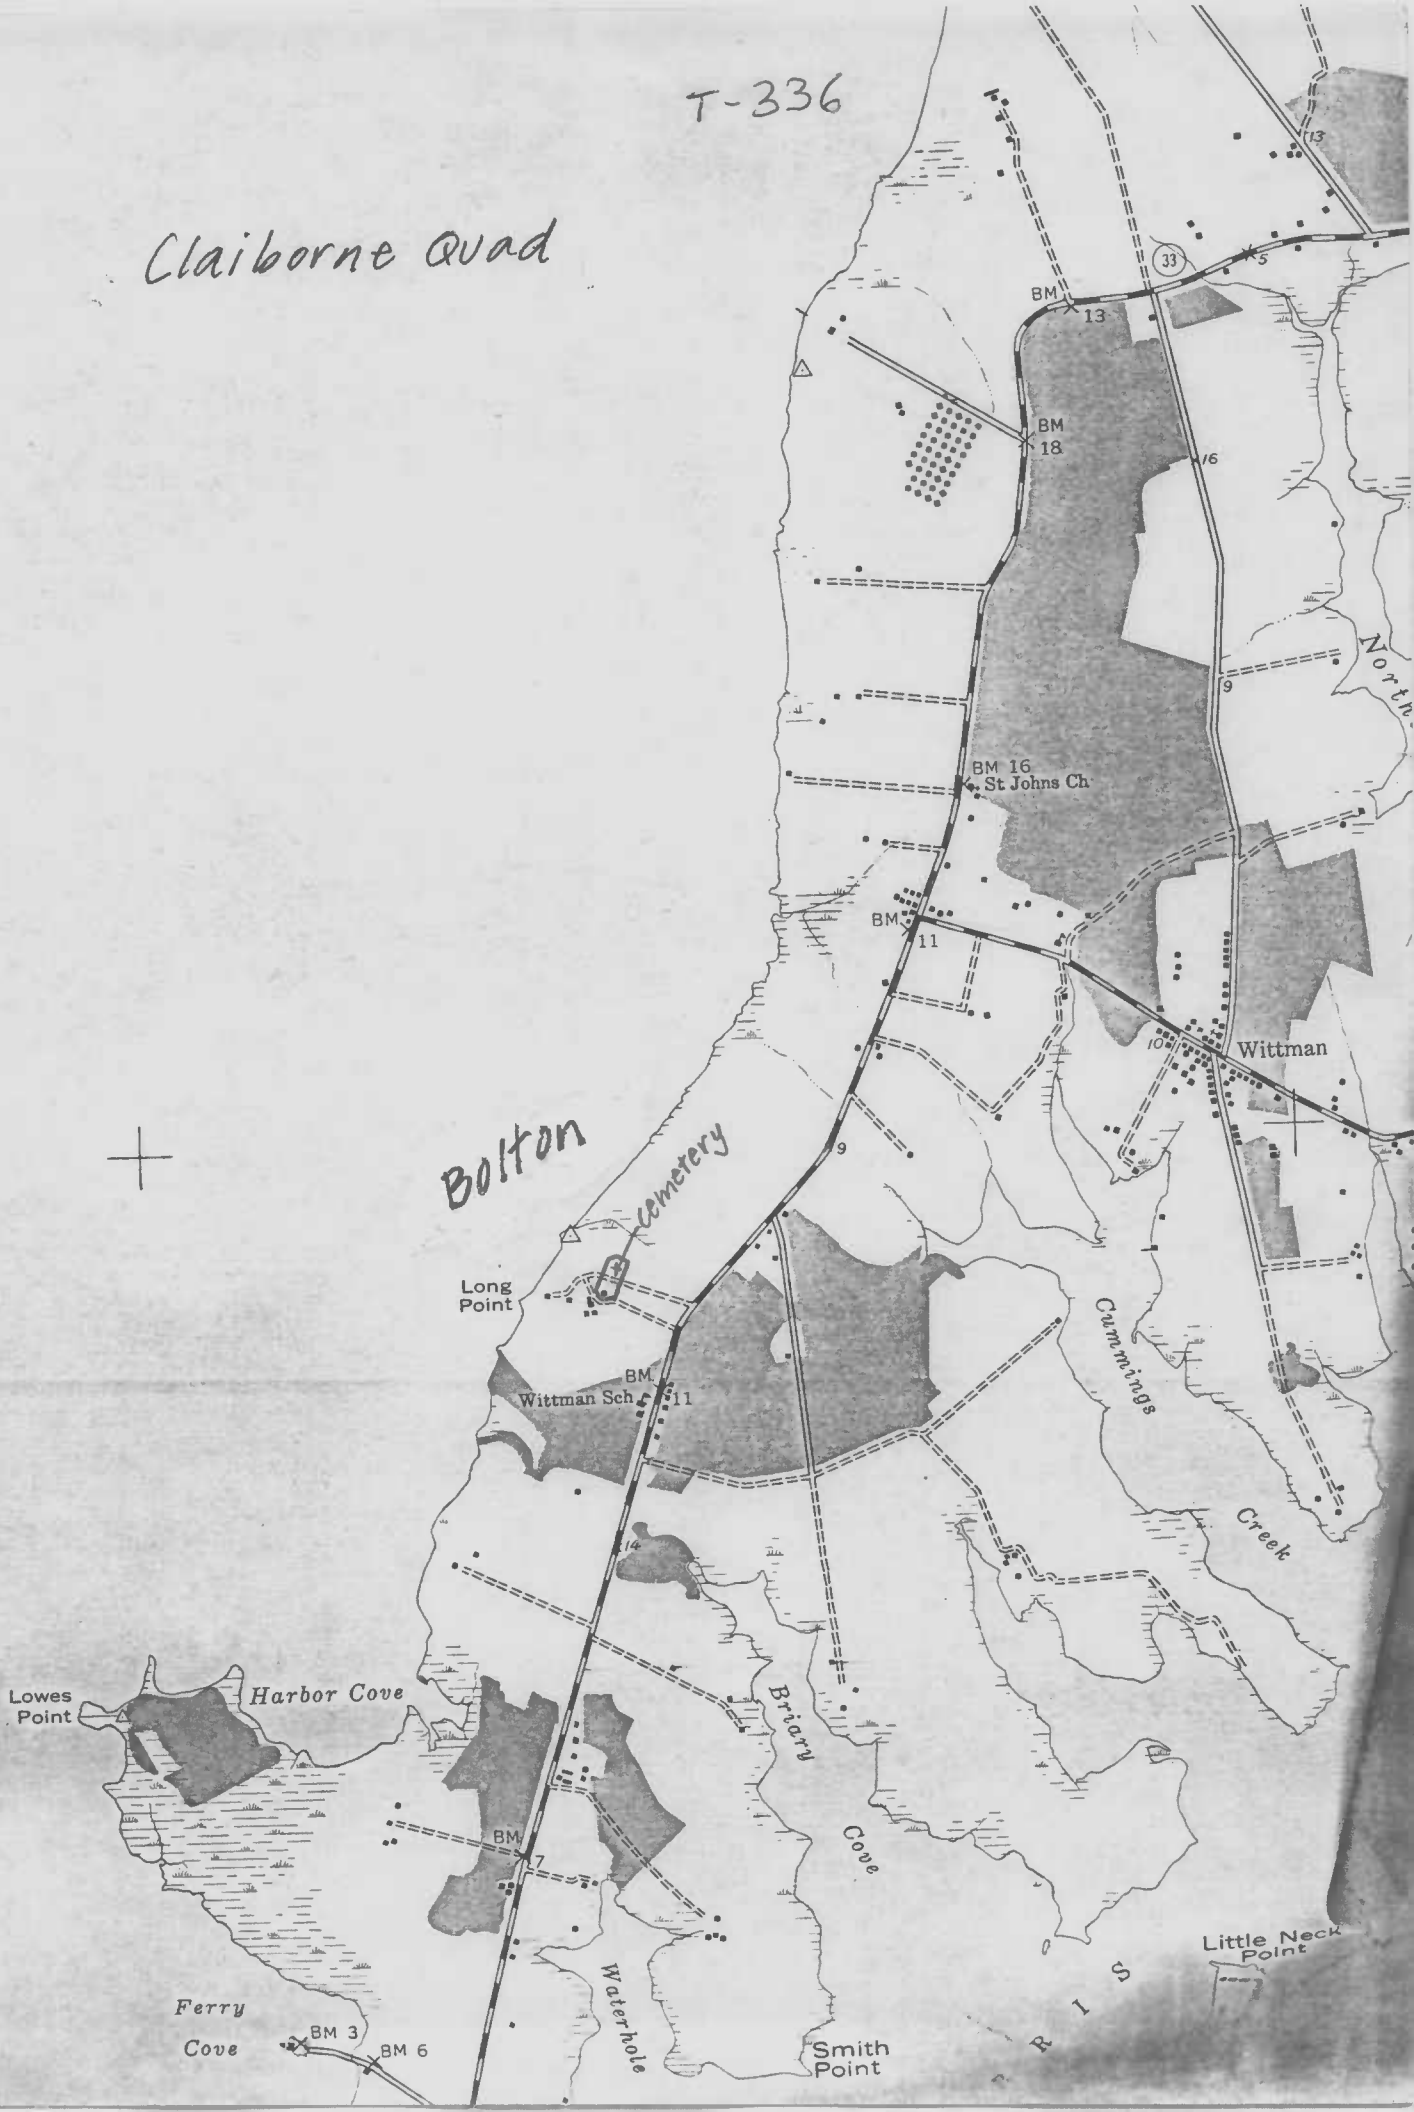 T-336
13
Claiborne Quad
33
5
BM
13
BM
18
16
North
9
BM 16
St Johns Ch
BM
11
10
Wittman
Bolton
cemetery
9
Long
Point
Cummings
BM
Wittman Sch
11
Creek
14
Lowes
Point
Harbor Cove
Briary
Cove
BM
7
Little Neck
Point
Waterhole
R I S
Ferry
Cove
BM 3
BM 6
Smith
Point